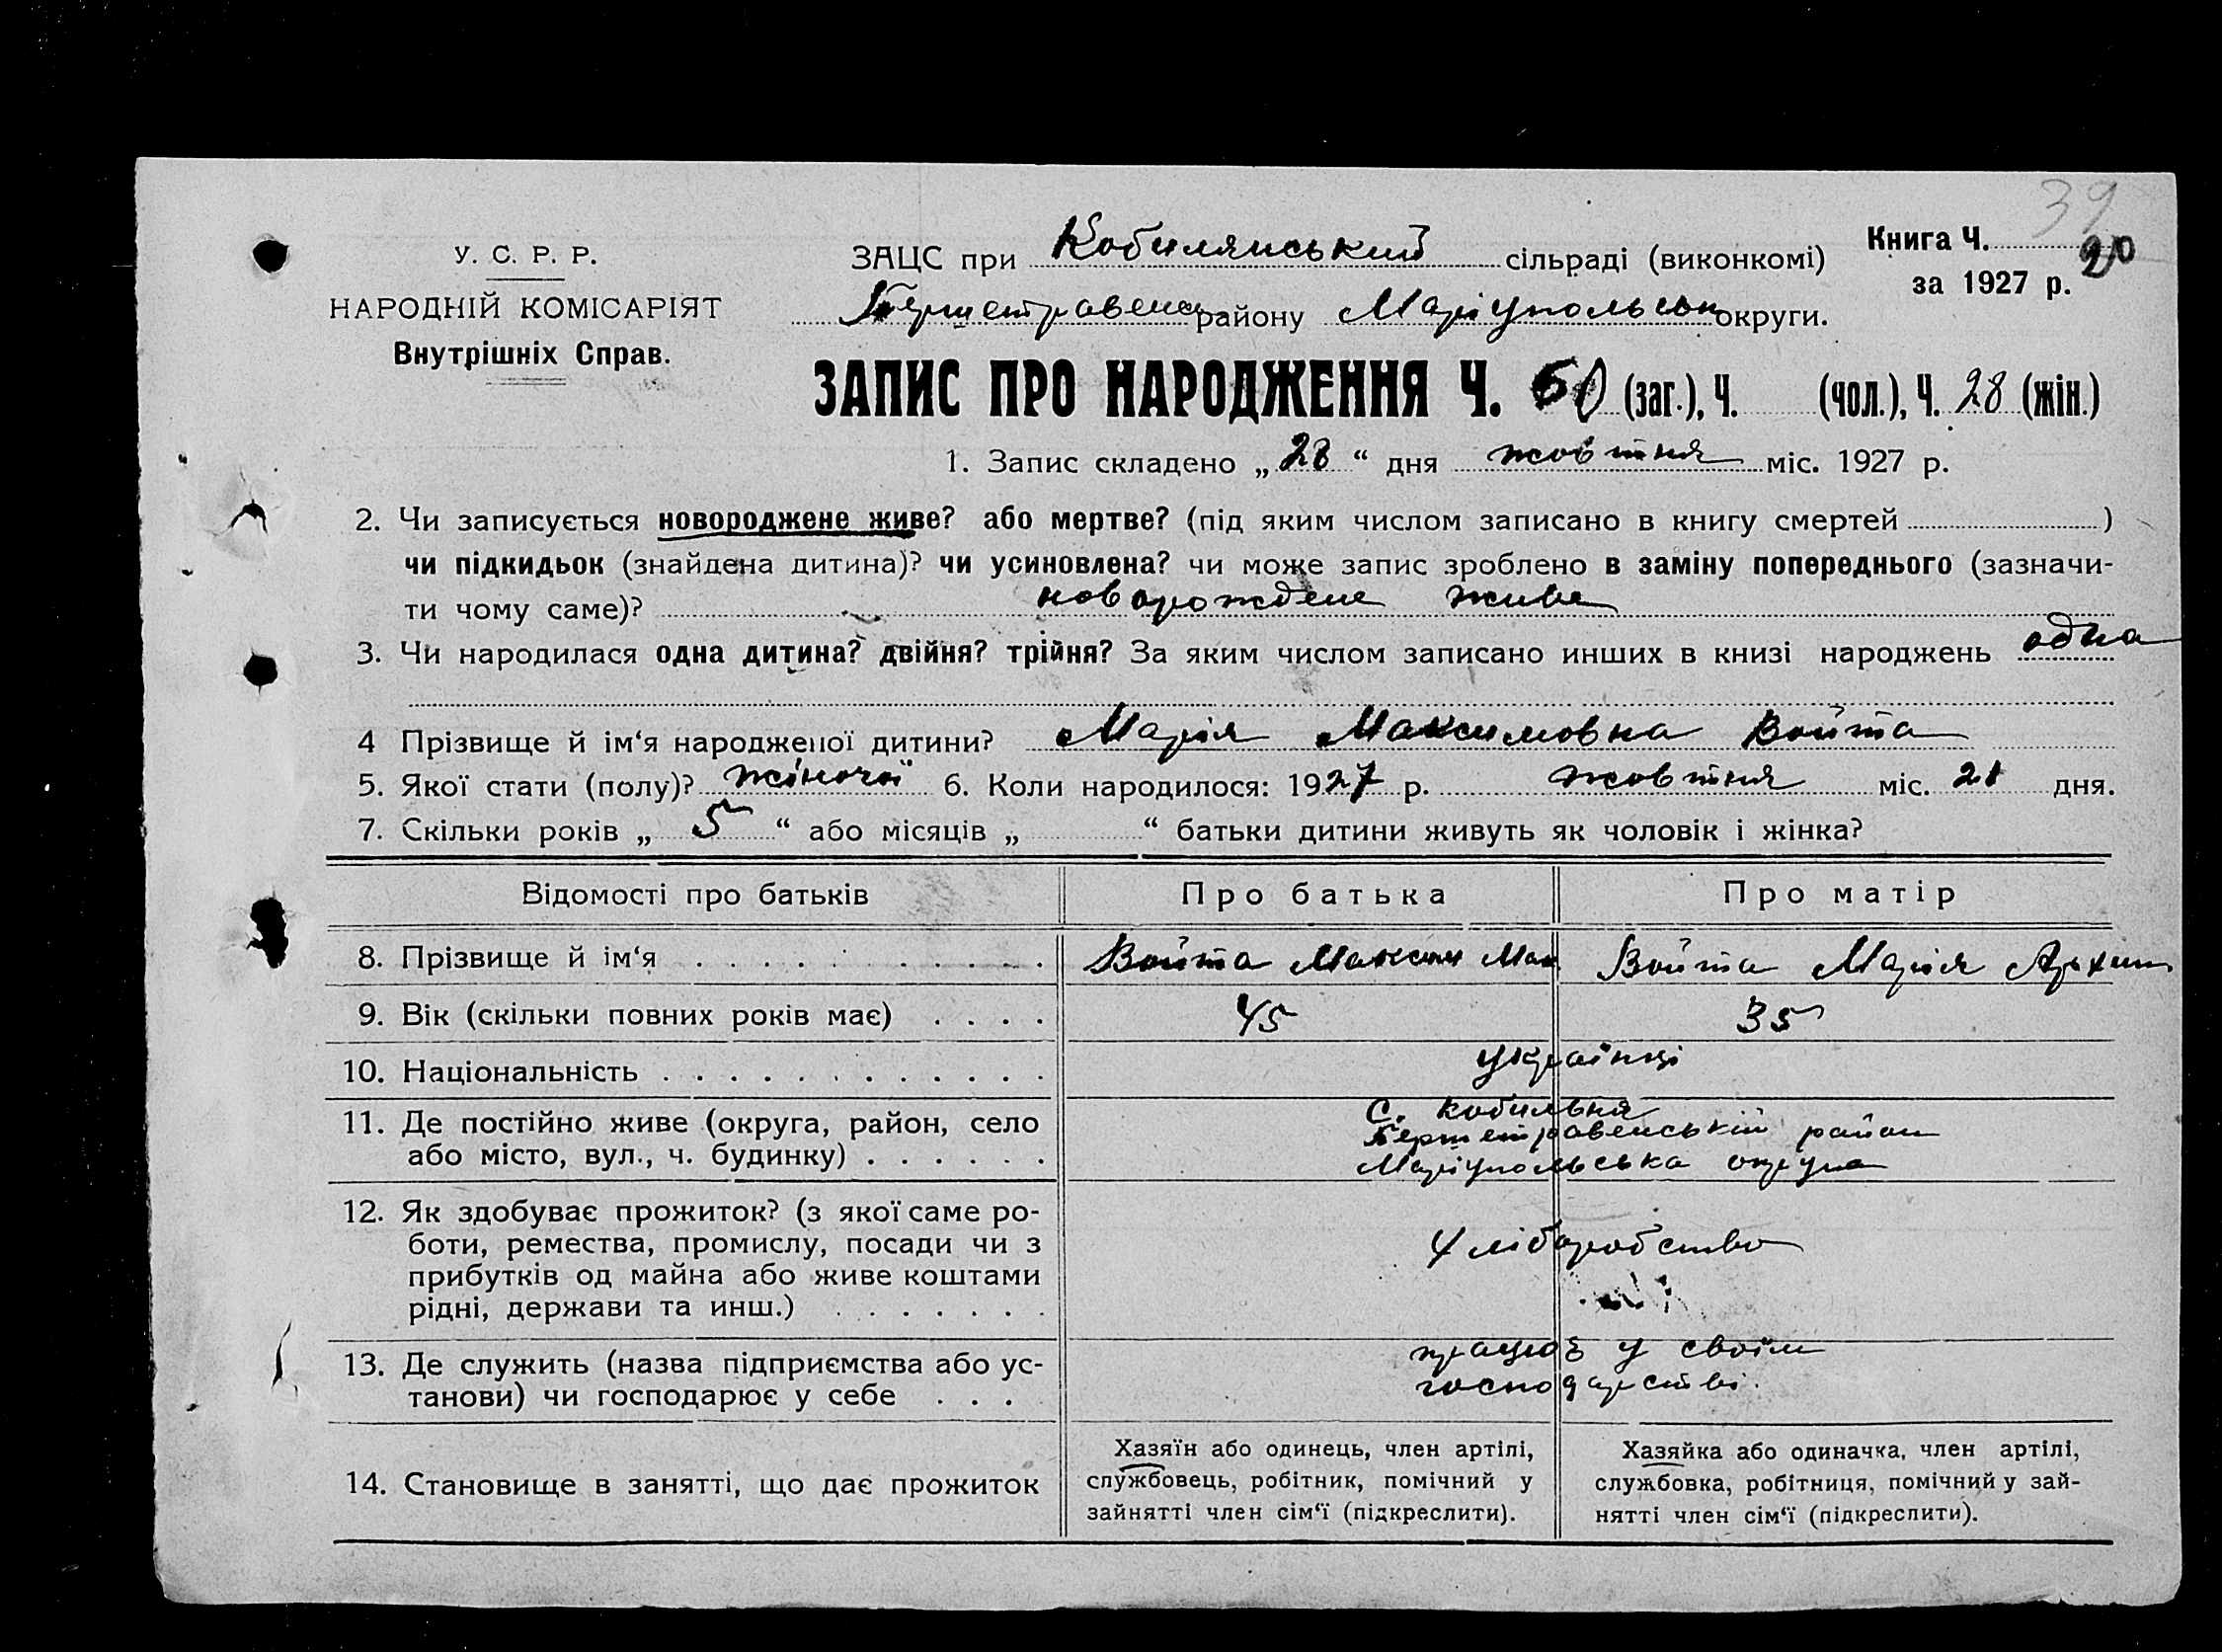 39
У. С. Р. Р.
НАРОДНІЙ КОМІСАРІЯТ
Внутрішніх Справ.
ЗАЦС при Кобилянський сільраді (виконкомі)
Книга Ч. 20
за 1927 р.
району Маріупольськ округи.
ЗАПИС ПРО НАРОДЖЕННЯ Ч. 60 (заг.), Ч. (чол.), Ч. 28 (жін.)
1. Запис складено „ 28 “ дня жовтня міс. 1927 р.
2. Чи записується новороджене живе? або мертве? (під яким числом записано в книгу смертей )
чи підкидьок (знайдена дитина)? чи усиновлена? чи може запис зроблено в заміну попереднього (зазначи-
ти чому саме)? новорождене живе
3. Чи народилася одна дитина? двійня? трійня? За яким числом записано инших в книзі народжень одна
4 Прізвище й ім‘я народженої дитини? Марія Максимовна Войта
5. Якої стати (полу)? жіночої 6. Коли народилося: 1927 р. жовтня міс. дня.
7. Скільки років „ 5 “ або місяців „ “ батьки дитини живуть як чоловік і жінка?
Відомості про батьків Про батька Про матір
8. Прізвище й ім‘я Войта Максим Мак Войта Марія Архип
9. Вік (скільки повних років має) 45 35
10. Національність українці
11. Де постійно живе (округа, район, село
або місто, вул., ч. будинку)
с. Кобильня
район
Маріупольська округа
12. Як здобуває прожиток? (з якої саме ро-
боти, ремества, промислу, посади чи з
прибутків од майна або живе коштами
рідні, держави та инш.)
хліборобство
13. Де служить (назва підприємства або ус-
танови) чи господарює у себе
працює у своїм
господарстві.
14. Становище в занятті, що дає прожиток
Хазяїн або одинець, член артілі,
службовець, робітник, помічний у
зайнятті член сім‘ї (підкреслити).
Хазяйка або одиначка, член артілі,
службовка, робітниця, помічний у зай-
нятті член сім‘ї (підкреслити).